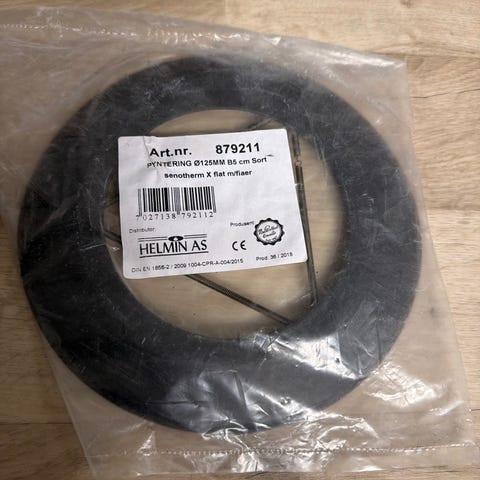 Art.nr. 879211
PYNTERING Ø125MM B5 cm Sort
senotherm X flat m/fiaer
7 027138 792112
Distributør:
Produsent:
HELMIN AS
CE
DIN EN 1856-2 / 2009 1004-CPR-A-004/2015
Prod. 36 / 2015